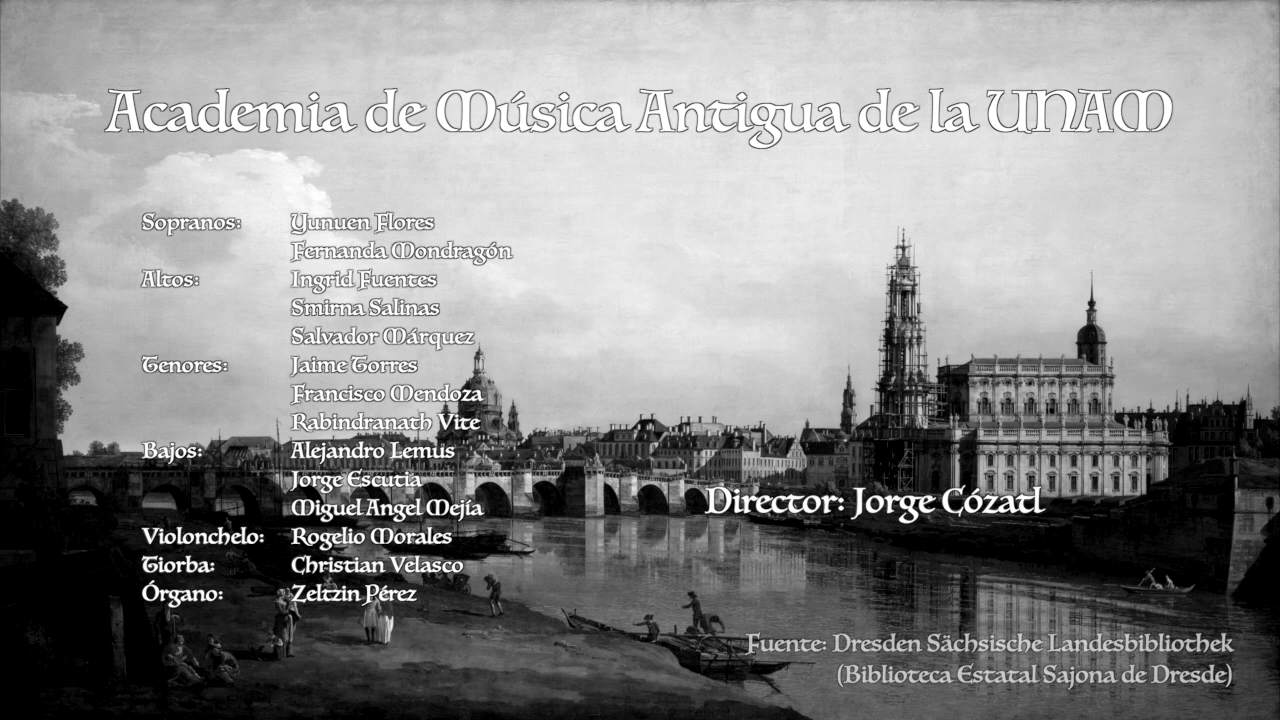 Academia de Música Antigua de la UNAM
Sopranos: Yunuen Flores
Fernanda Mondragón
Altos: Ingrid Fuentes
Smirna Salinas
Salvador Márquez
Tenores: Jaime Torres
Francisco Mendoza
Rabindranath Vite
Bajos: Alejandro Lemus
Jorge Escutia
Miguel Angel Mejía
Violonchelo: Rogelio Morales
Tiorba: Christian Velasco
Órgano: Zeltzin Pérez
Director: Jorge Cózatl
Fuente: Dresden Sächsische Landesbibliothek
(Biblioteca Estatal Sajona de Dresde)